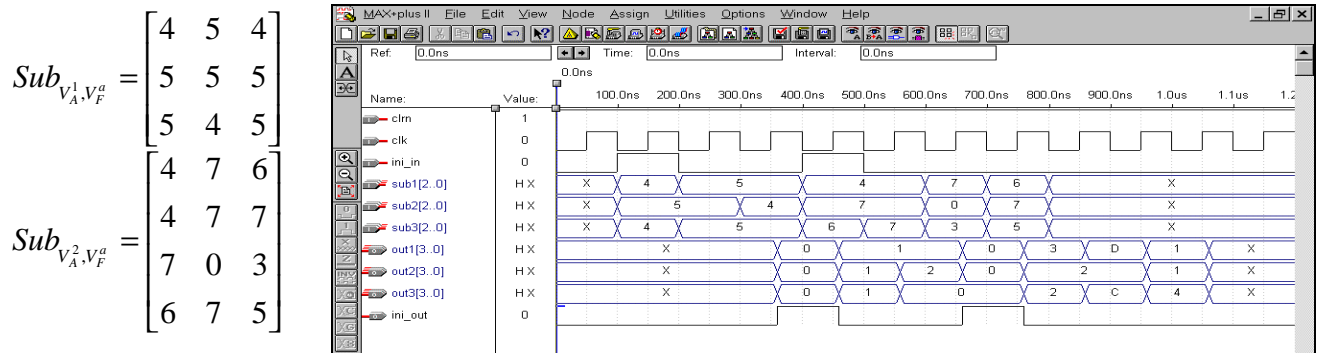 Sub_{V_A^1, V_F^a} = [4 5 4
5 5 5
5 4 5]
Sub_{V_A^2, V_F^a} = [4 7 6
4 7 7
7 0 3
6 7 5]
MAX+plus II File Edit View Node Assign Utilities Options Window Help
Ref: 0.0ns Time: 0.0ns Interval: 0.0ns
0.0ns
Name: Value: 100.0ns 200.0ns 300.0ns 400.0ns 500.0ns 600.0ns 700.0ns 800.0ns 900.0ns 1.0us 1.1us 1.2
clrn 1
clk 0
ini_in 0
sub1[2..0] H X X 4 5 4 7 6 X
sub2[2..0] H X X 5 4 7 0 7 X
sub3[2..0] H X X 4 5 6 7 3 5 X
out1[3..0] H X X 0 1 0 3 D 1 X
out2[3..0] H X X 0 1 2 0 2 1 X
out3[3..0] H X X 0 1 0 2 C 4 X
ini_out 0